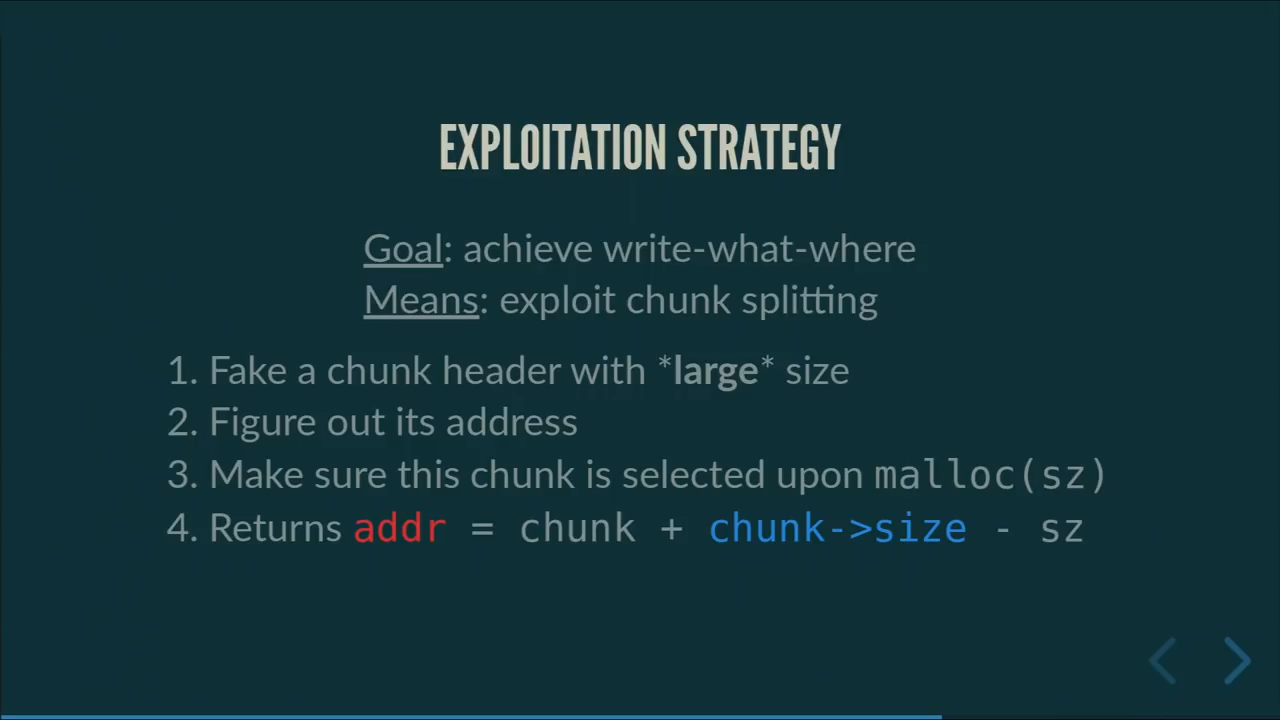 EXPLOITATION STRATEGY
Goal: achieve write-what-where
Means: exploit chunk splitting
1. Fake a chunk header with *large* size
2. Figure out its address
3. Make sure this chunk is selected upon malloc(sz)
4. Returns addr = chunk + chunk->size - sz